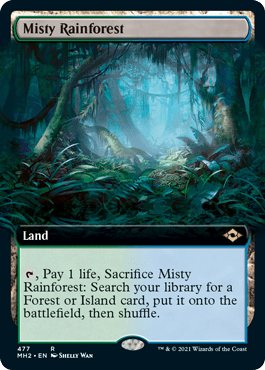 Misty Rainforest
Land
, Pay 1 life, Sacrifice Misty
Rainforest: Search your library for a
Forest or Island card, put it onto the
battlefield, then shuffle.
477 R
MH2 • EN Shelly Wan
™ & © 2021 Wizards of the Coast